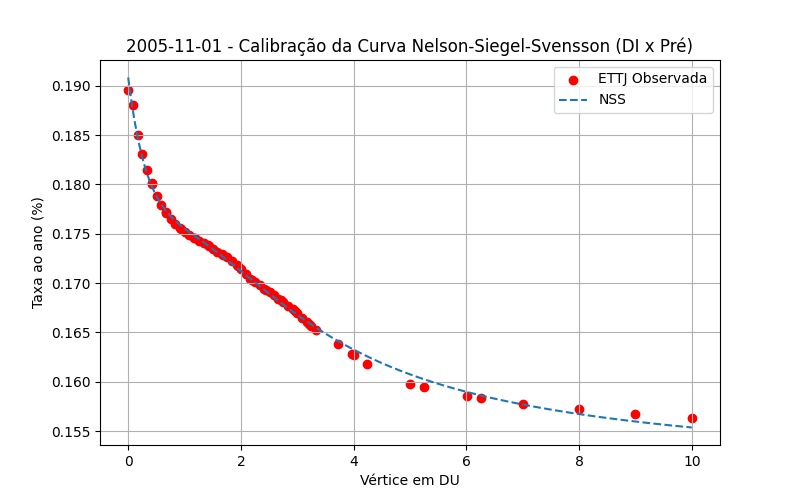 2005-11-01 - Calibração da Curva Nelson-Siegel-Svensson (DI x Pré)
ETTJ Observada
NSS
Taxa ao ano (%)
0.190
0.185
0.180
0.175
0.170
0.165
0.160
0.155
0 2 4 6 8 10
Vértice em DU